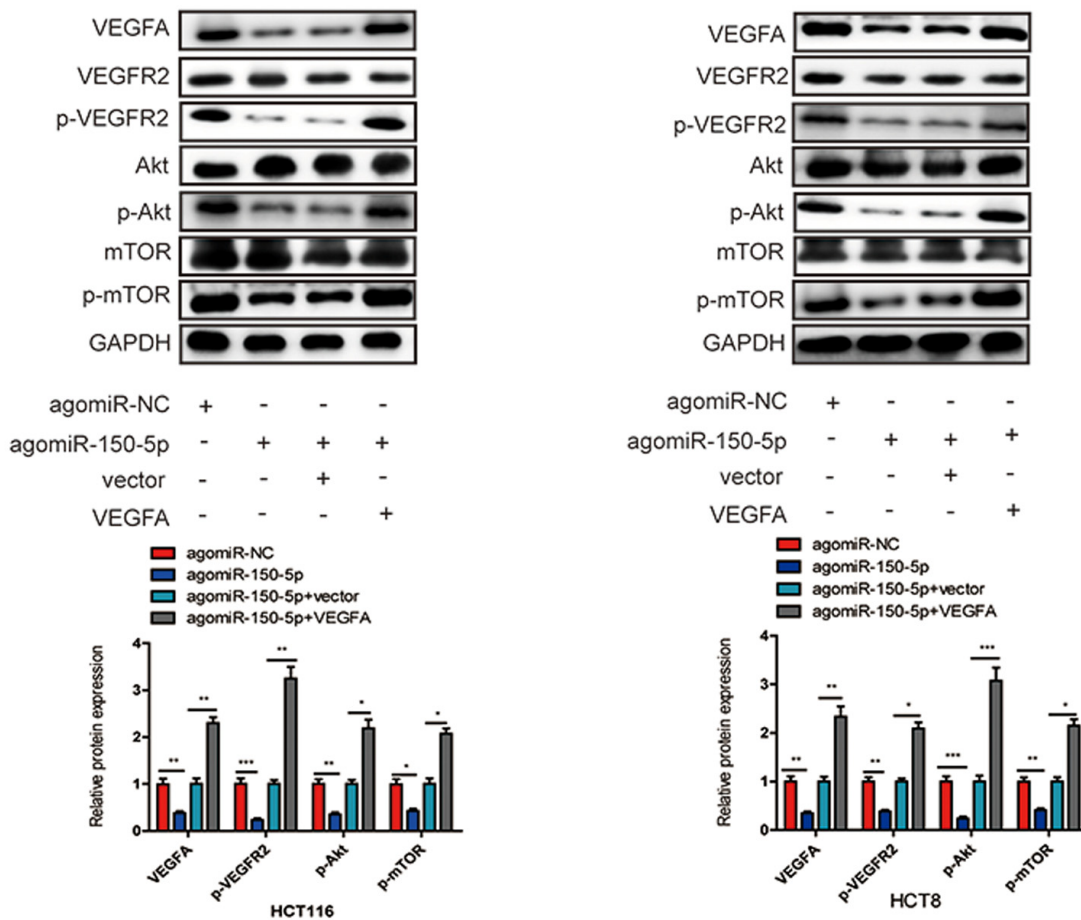 VEGFA
VEGFR2
p-VEGFR2
Akt
p-Akt
mTOR
p-mTOR
GAPDH
agomiR-NC + - - -
agomiR-150-5p - + + +
vector - - + -
VEGFA - - - +
agomiR-NC
agomiR-150-5p
agomiR-150-5p+vector
agomiR-150-5p+VEGFA
Relative protein expression
4
3
2
1
0
** ** *** ** ** * * *
VEGFA p-VEGFR2 p-Akt p-mTOR
HCT116
VEGFA
VEGFR2
p-VEGFR2
Akt
p-Akt
mTOR
p-mTOR
GAPDH
agomiR-NC + - - -
agomiR-150-5p - + + +
vector - - + -
VEGFA - - - +
agomiR-NC
agomiR-150-5p
agomiR-150-5p+vector
agomiR-150-5p+VEGFA
Relative protein expression
4
3
2
1
0
** ** ** * *** *** ** *
VEGFA p-VEGFR2 p-Akt p-mTOR
HCT8